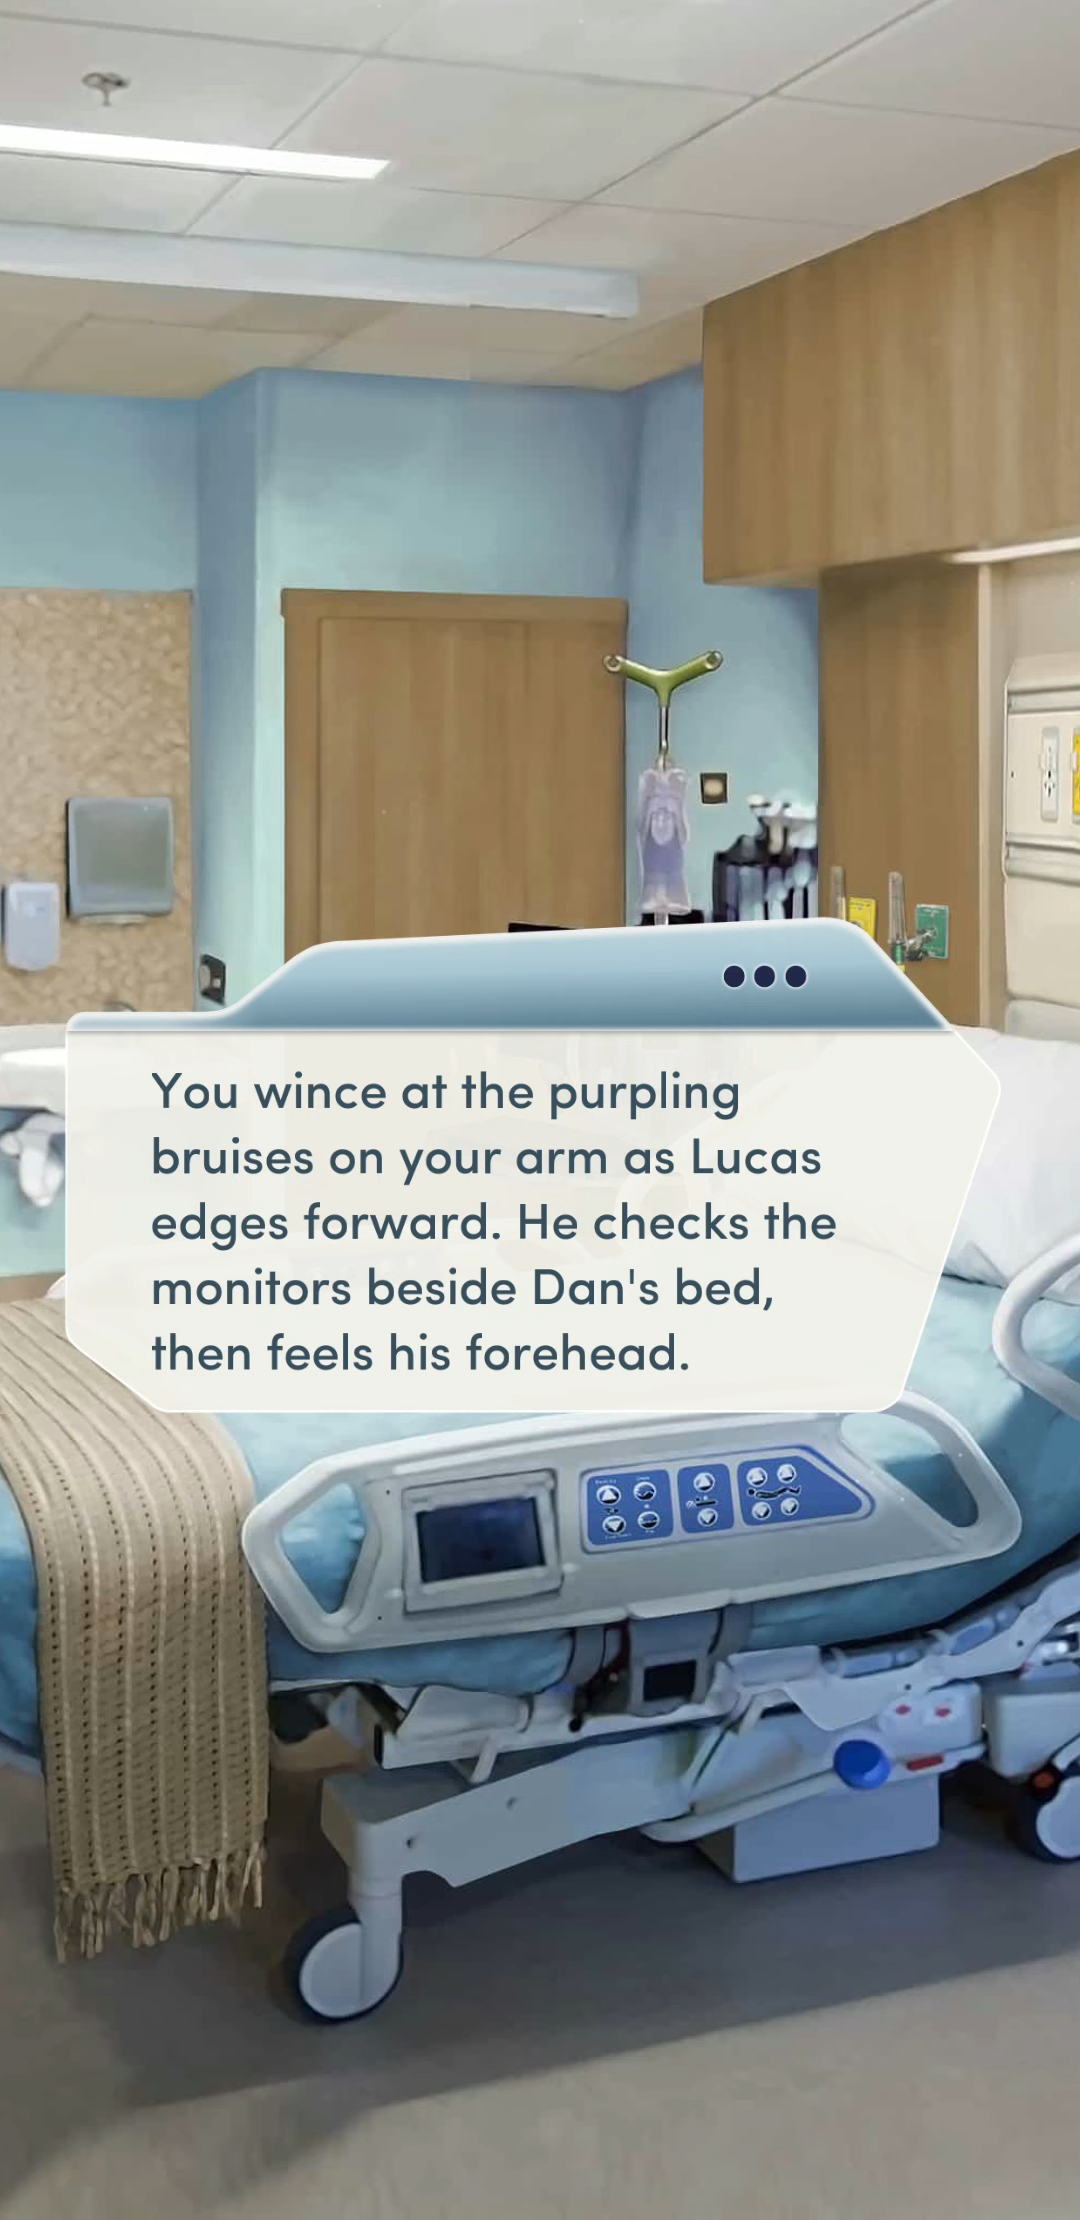 You wince at the purpling
bruises on your arm as Lucas
edges forward. He checks the
monitors beside Dan's bed,
then feels his forehead.